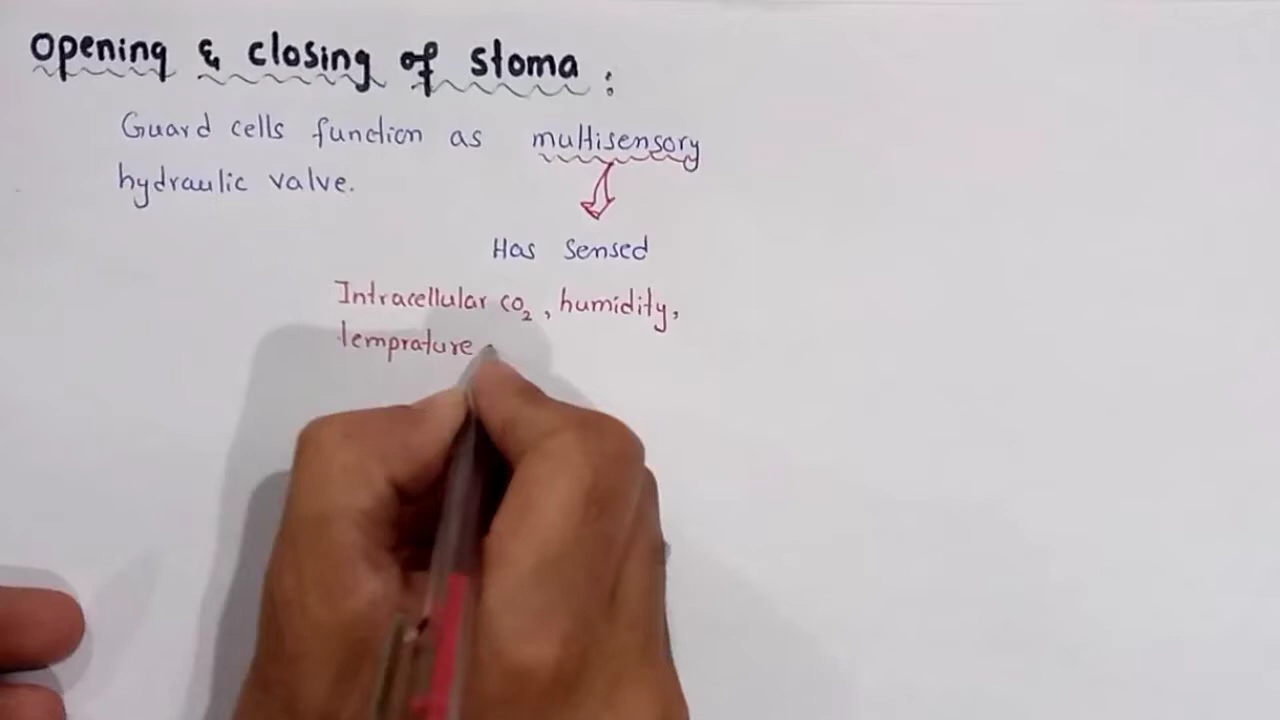 Opening & closing of stoma :
Guard cells function as multisensory
hydraulic valve.
Has sensed
Intracellular CO₂, humidity,
temprature